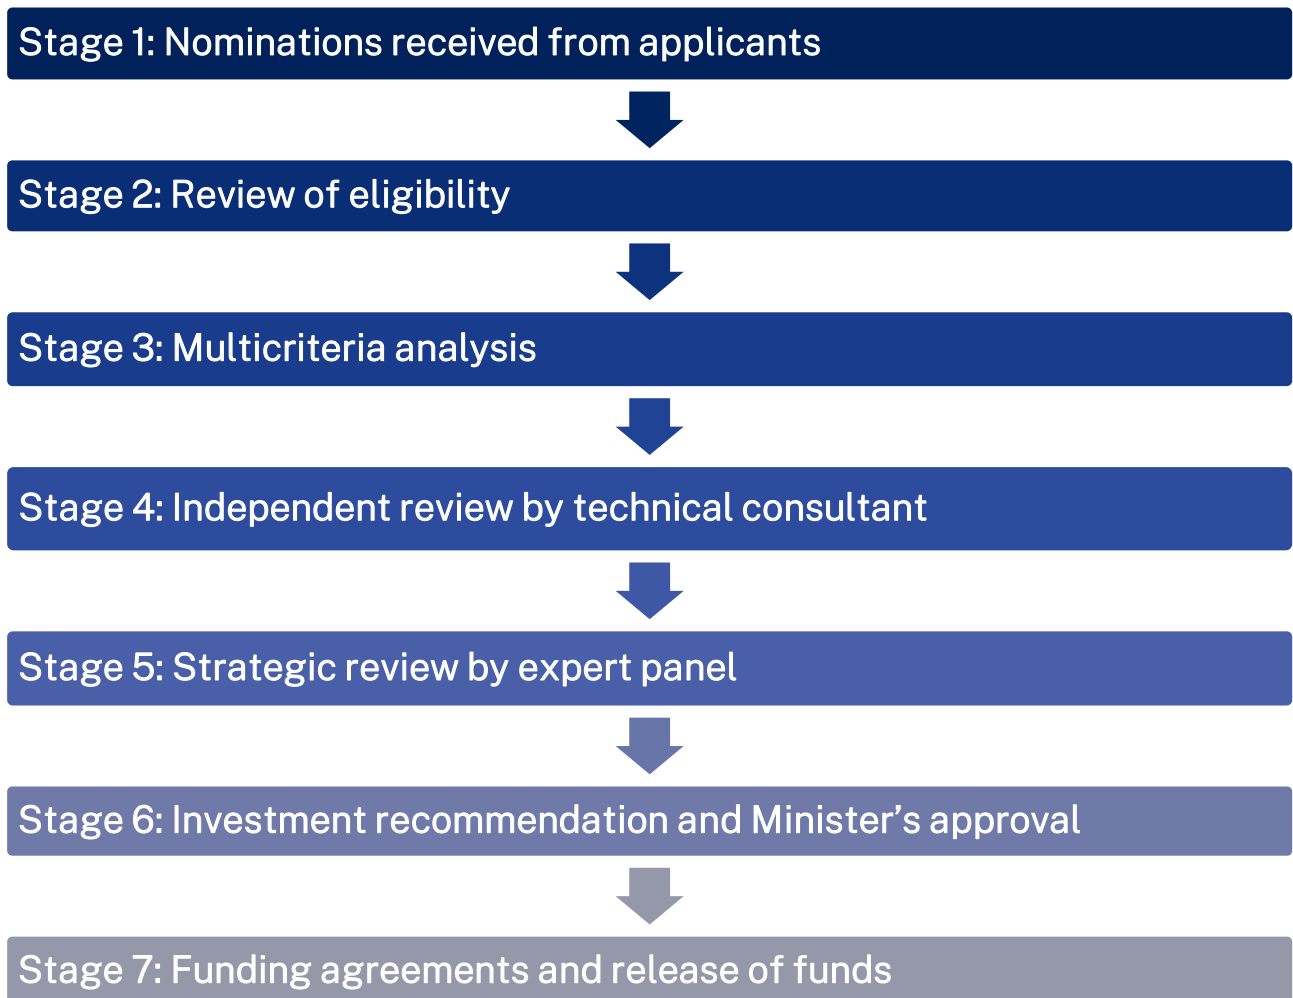 Stage 1: Nominations received from applicants
Stage 2: Review of eligibility
Stage 3: Multicriteria analysis
Stage 4: Independent review by technical consultant
Stage 5: Strategic review by expert panel
Stage 6: Investment recommendation and Minister’s approval
Stage 7: Funding agreements and release of funds